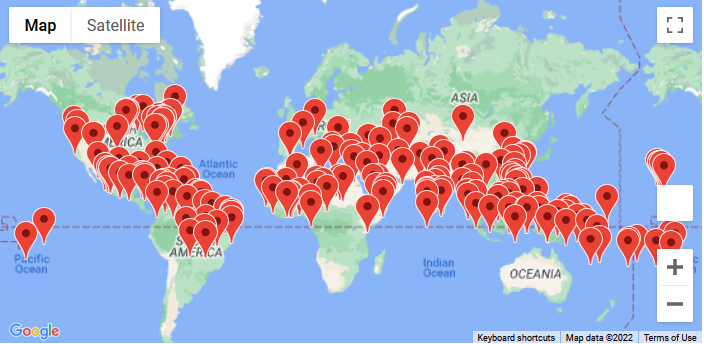 Map Satellite
ASIA
Atlantic
Ocean
AMERICA
Pacific
Ocean
Indian
Ocean
OCEANIA
Google
Keyboard shortcuts Map data ©2022 Terms of Use